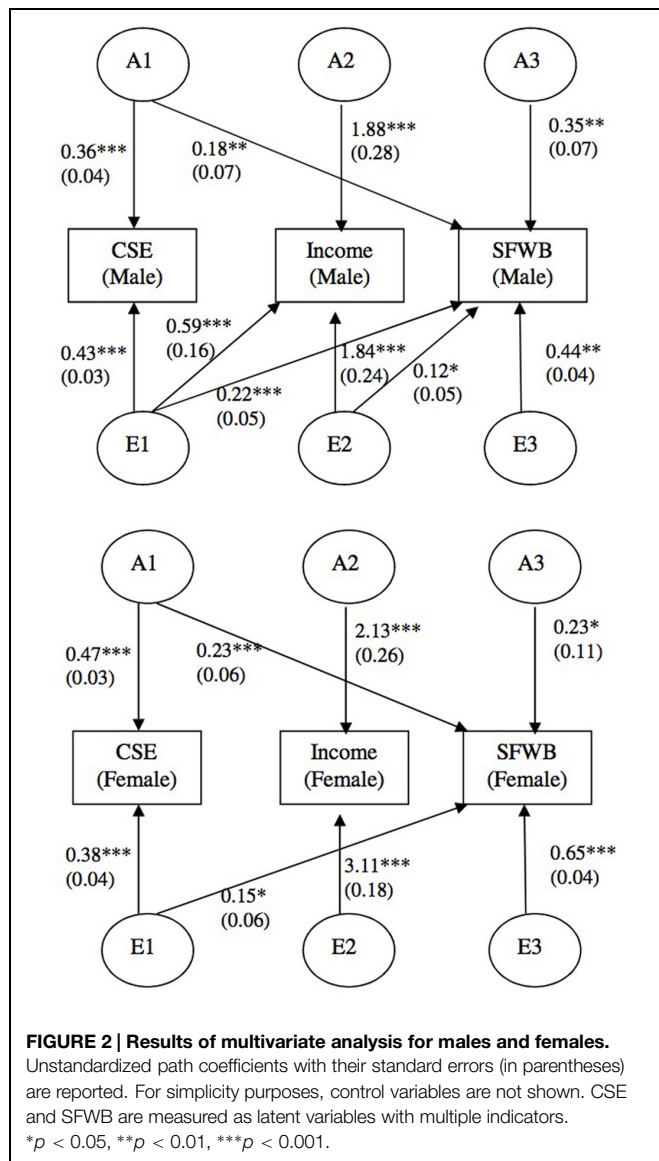 A1 A2 A3
0.36*** 0.18** 1.88*** 0.35**
(0.04) (0.07) (0.28) (0.07)
CSE Income SFWB
(Male) (Male) (Male)
0.43*** 0.59*** 1.84*** 0.12* 0.44**
(0.03) (0.16) (0.24) (0.05) (0.04)
0.22***
(0.05)
E1 E2 E3
A1 A2 A3
0.47*** 0.23*** 2.13*** 0.23*
(0.03) (0.06) (0.26) (0.11)
CSE Income SFWB
(Female) (Female) (Female)
0.38*** 0.15* 3.11*** 0.65***
(0.04) (0.06) (0.18) (0.04)
E1 E2 E3
FIGURE 2 | Results of multivariate analysis for males and females.
Unstandardized path coefficients with their standard errors (in parentheses)
are reported. For simplicity purposes, control variables are not shown. CSE
and SFWB are measured as latent variables with multiple indicators.
*p < 0.05, **p < 0.01, ***p < 0.001.